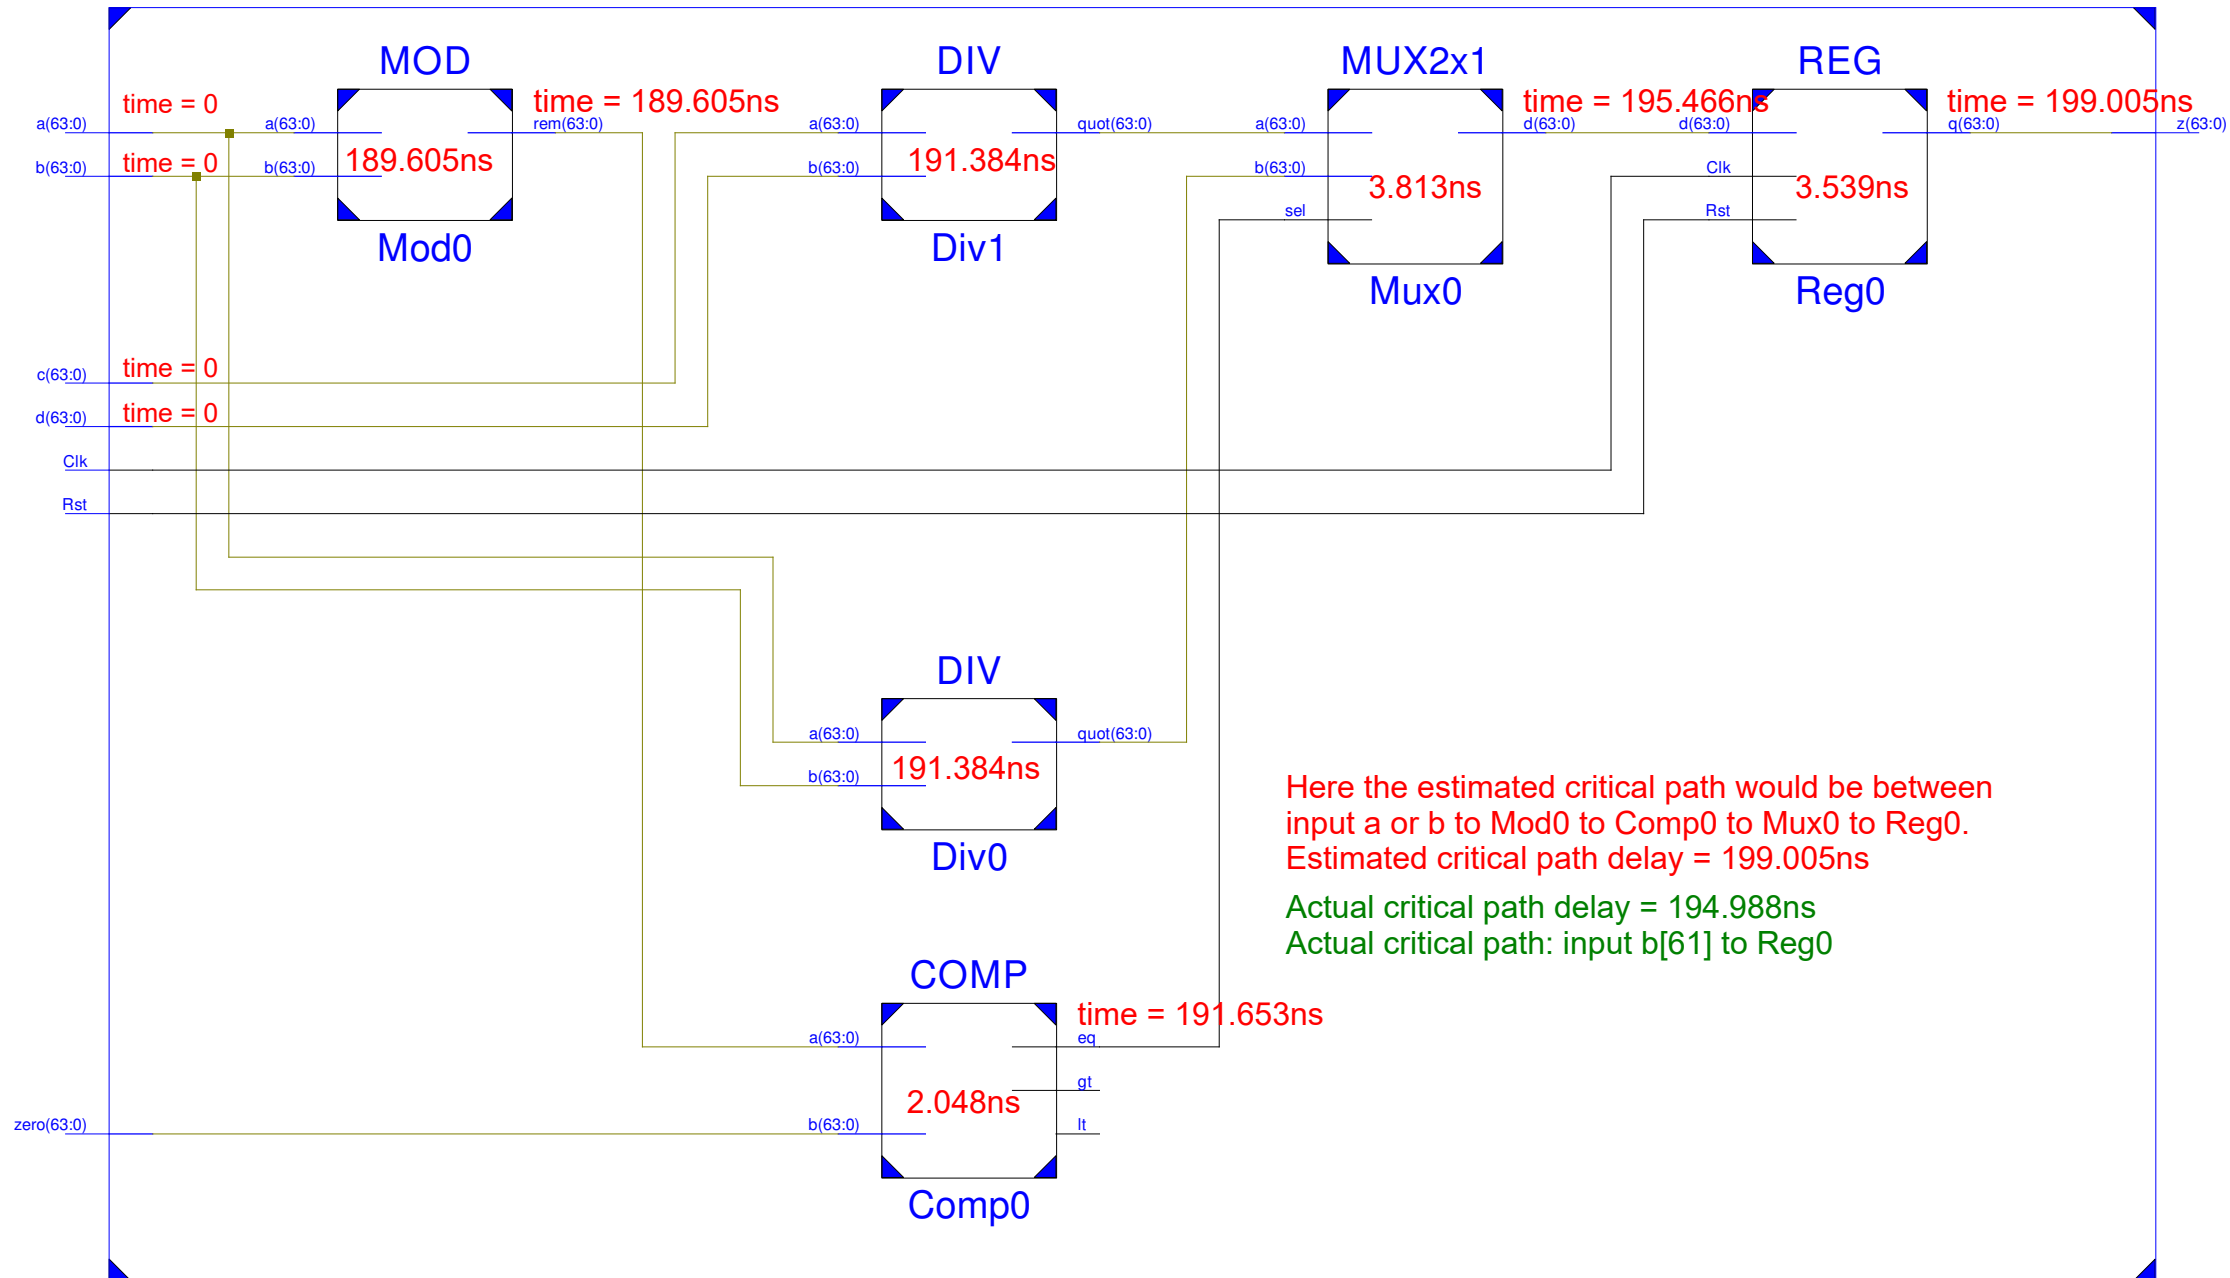 MOD
DIV
MUX2x1
REG
time = 0
time = 189.605ns
time = 195.466ns
time = 199.005ns
a(63:0)
a(63:0)
rem(63:0)
a(63:0)
quot(63:0)
a(63:0)
d(63:0)
d(63:0)
q(63:0)
z(63:0)
time = 0
b(63:0)
b(63:0)
189.605ns
b(63:0)
191.384ns
b(63:0)
3.813ns
Clk
3.539ns
sel
Rst
Mod0
Div1
Mux0
Reg0
time = 0
c(63:0)
time = 0
d(63:0)
Clk
Rst
DIV
a(63:0)
quot(63:0)
b(63:0)
191.384ns
Div0
Here the estimated critical path would be between
input a or b to Mod0 to Comp0 to Mux0 to Reg0.
Estimated critical path delay = 199.005ns
Actual critical path delay = 194.988ns
Actual critical path: input b[61] to Reg0
COMP
time = 191.653ns
a(63:0)
eq
gt
2.048ns
zero(63:0)
b(63:0)
lt
Comp0